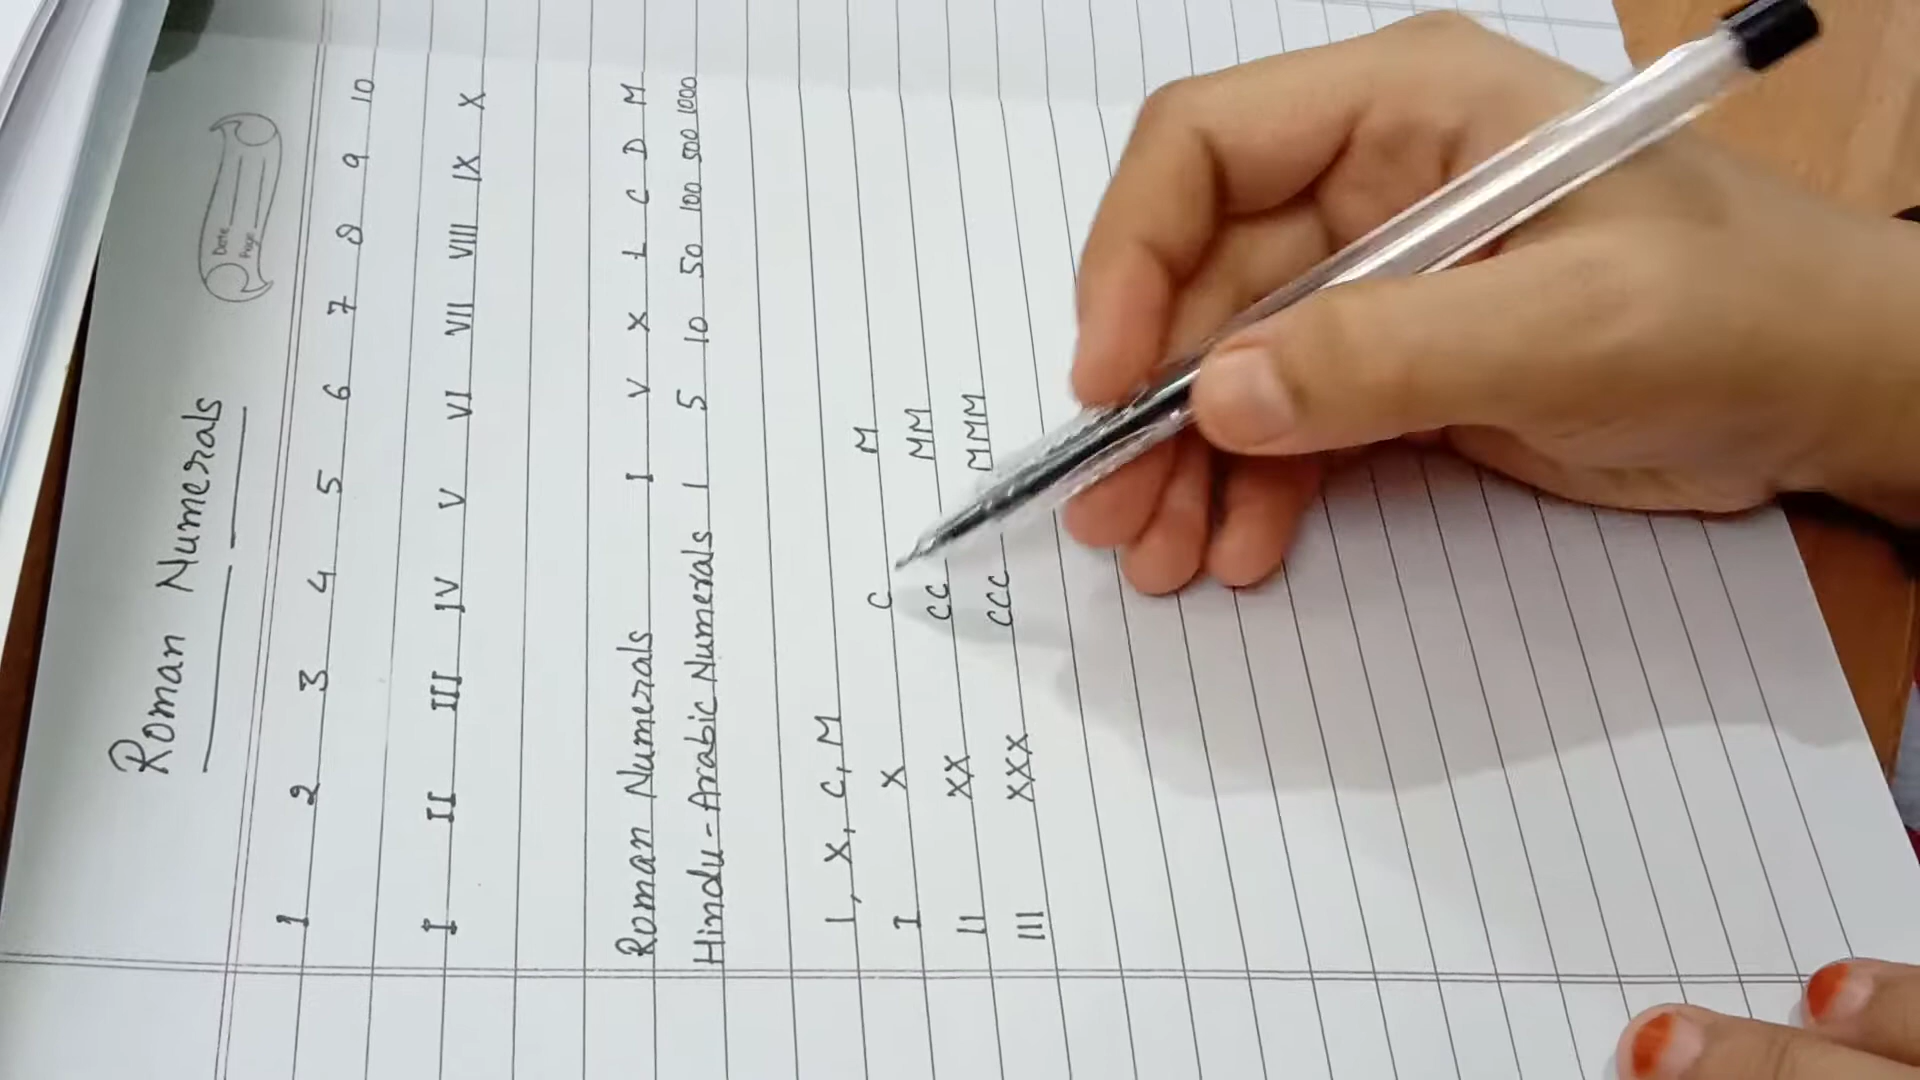 Date
Page
Roman Numerals
1 2 3 4 5 6 7 8 9 10
I II III IV V VI VII VIII IX X
Roman Numerals I V X L C D M
Hindu-Arabic Numerals 1 5 10 50 100 500 1000
I, X, C, M
I X C M
II XX CC MM
III XXX CCC MMM